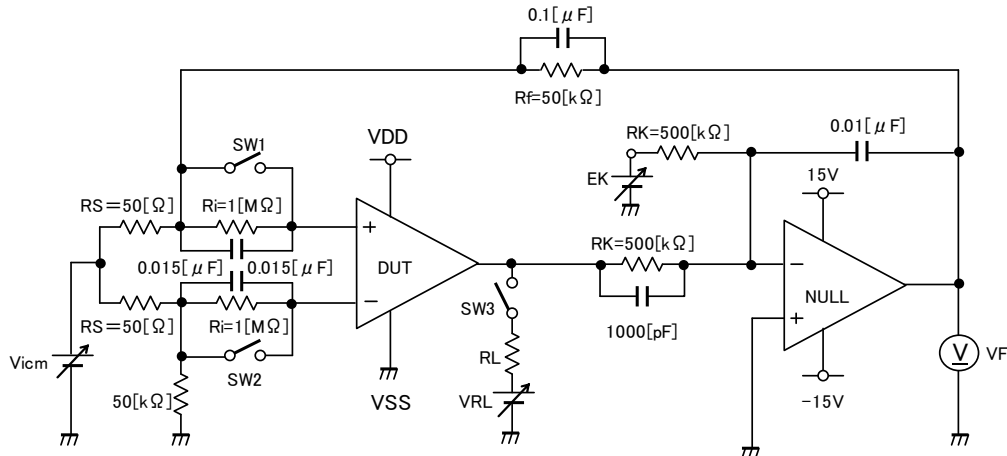 0.1[μF]
Rf=50[kΩ]
SW1
VDD
RK=500[kΩ]
0.01[μF]
EK
15V
RS=50[Ω]
Ri=1[MΩ]
+
DUT
−
0.015[μF] 0.015[μF]
RK=500[kΩ]
1000[pF]
−
NULL
+
RS=50[Ω]
Ri=1[MΩ]
SW2
SW3
Vicm
50[kΩ]
VSS
RL
VRL
-15V
V
VF